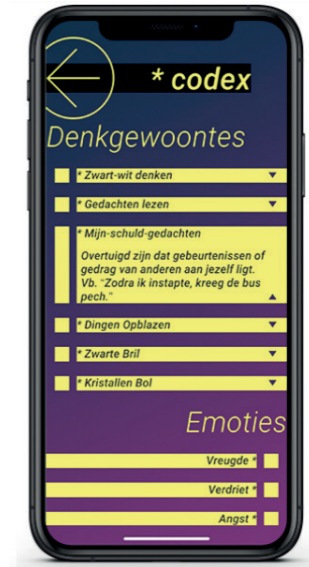 * codex
Denkgewoontes
* Zwart-wit denken
* Gedachten lezen
* Mijn-schuld-gedachten
Overtuigd zijn dat gebeurtenissen of
gedrag van anderen aan jezelf ligt.
Vb. "Zodra ik instapte, kreeg de bus
pech."
* Dingen Opblazen
* Zwarte Bril
* Kristallen Bol
Emoties
Vreugde *
Verdriet *
Angst *